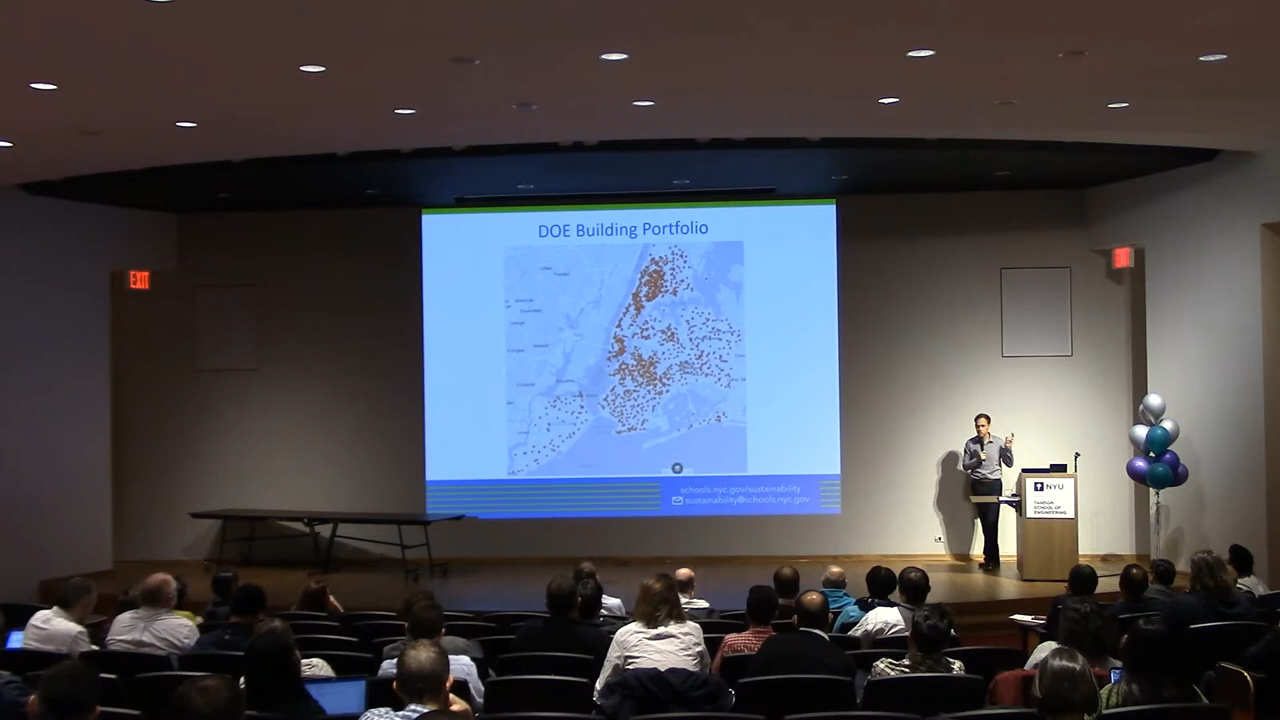 DOE Building Portfolio
EXIT
EXIT
schools.nyc.gov/sustainability
sustainability@schools.nyc.gov
NYU
TANDON
SCHOOL OF
ENGINEERING